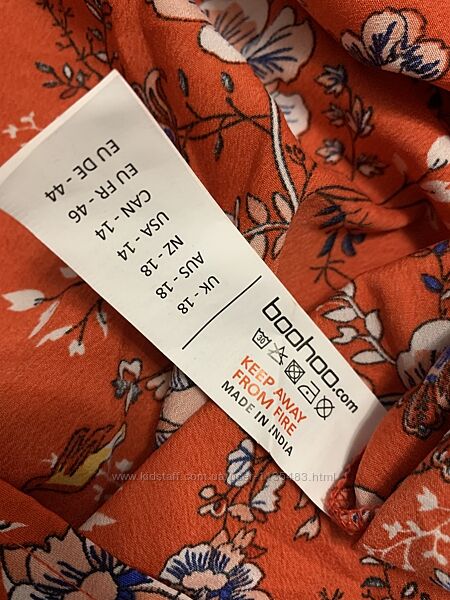 boohoo.com
30
KEEP AWAY
FROM FIRE
MADE IN INDIA
UK - 18
AUS - 18
NZ - 18
USA - 14
CAN - 14
EU FR - 46
EU DE - 44